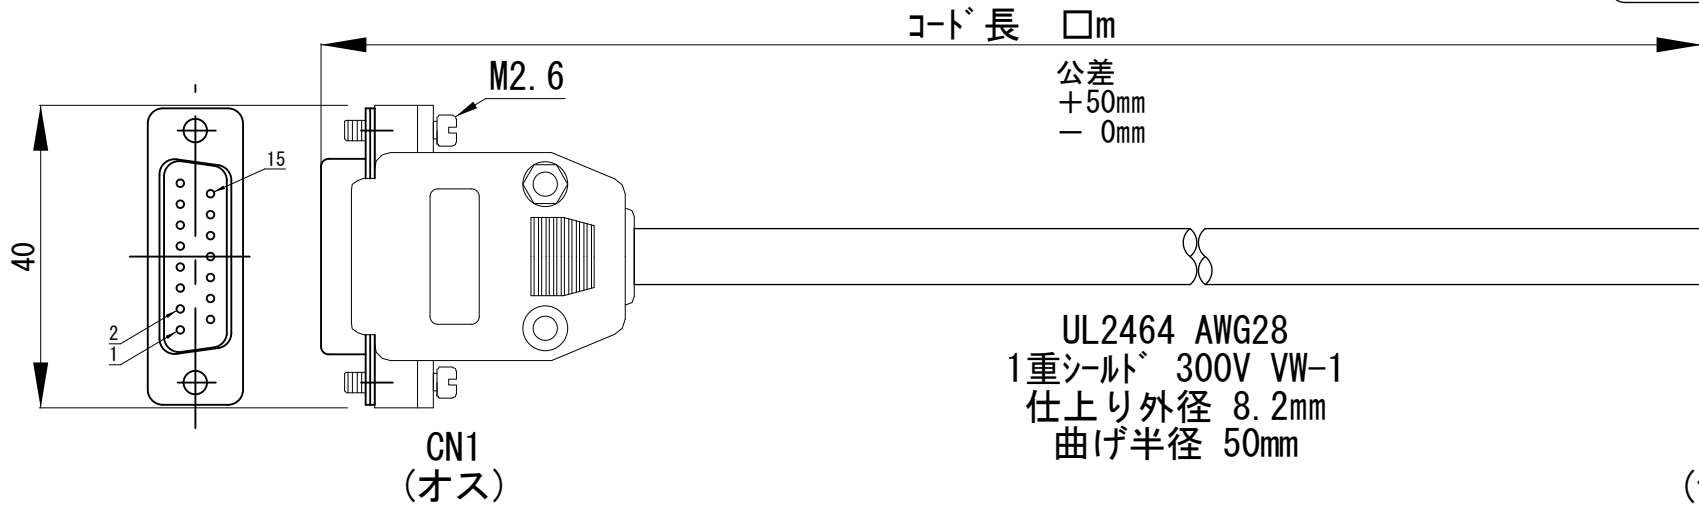 コード長 □m
公差
+50mm
- 0mm
M2.6
15
40
2
1
UL2464 AWG28
1重シールド 300V VW-1
仕上り外径 8.2mm
曲げ半径 50mm
CN1
(オス)